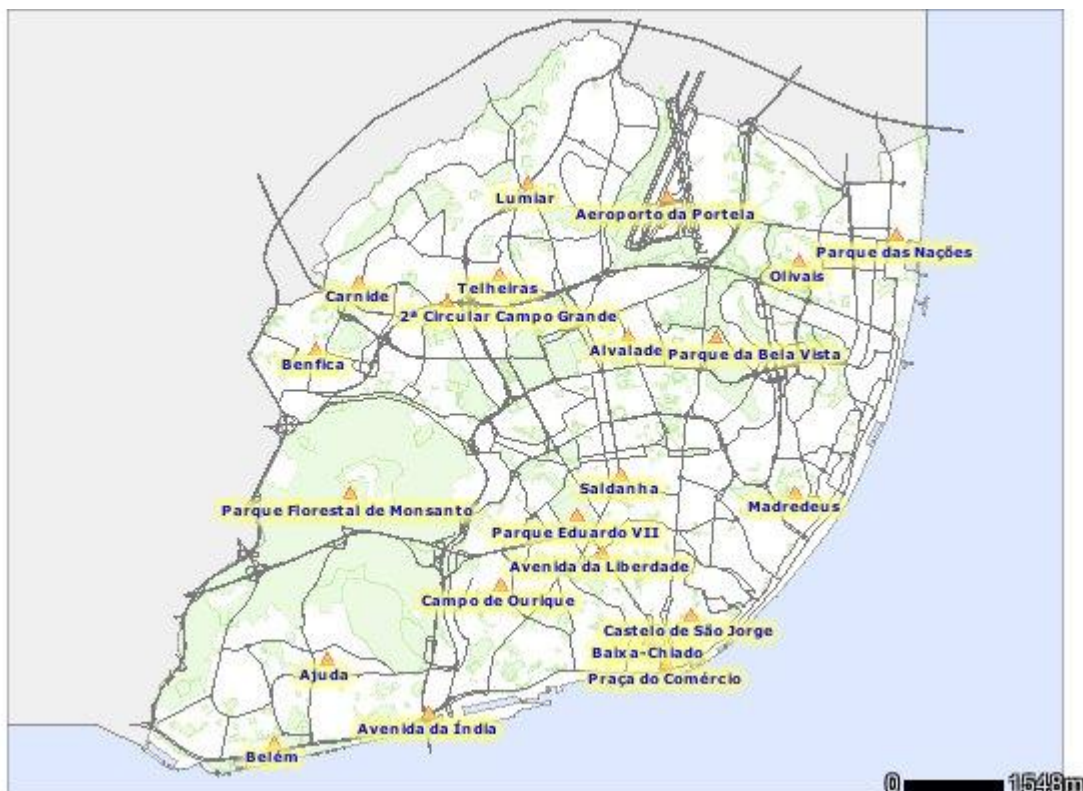 Lumiar
Aeroporto da Portela
Parque das Nações
Olivais
Telheiras
Carnide
2ª Circular Campo Grande
Alvalade
Parque da Bela Vista
Benfica
Saldanha
Parque Florestal de Monsanto
Madredeus
Parque Eduardo VII
Avenida da Liberdade
Campo de Ourique
Castelo de São Jorge
Baixa-Chiado
Ajuda
Praça do Comércio
Avenida da Índia
Belém
0 1548m